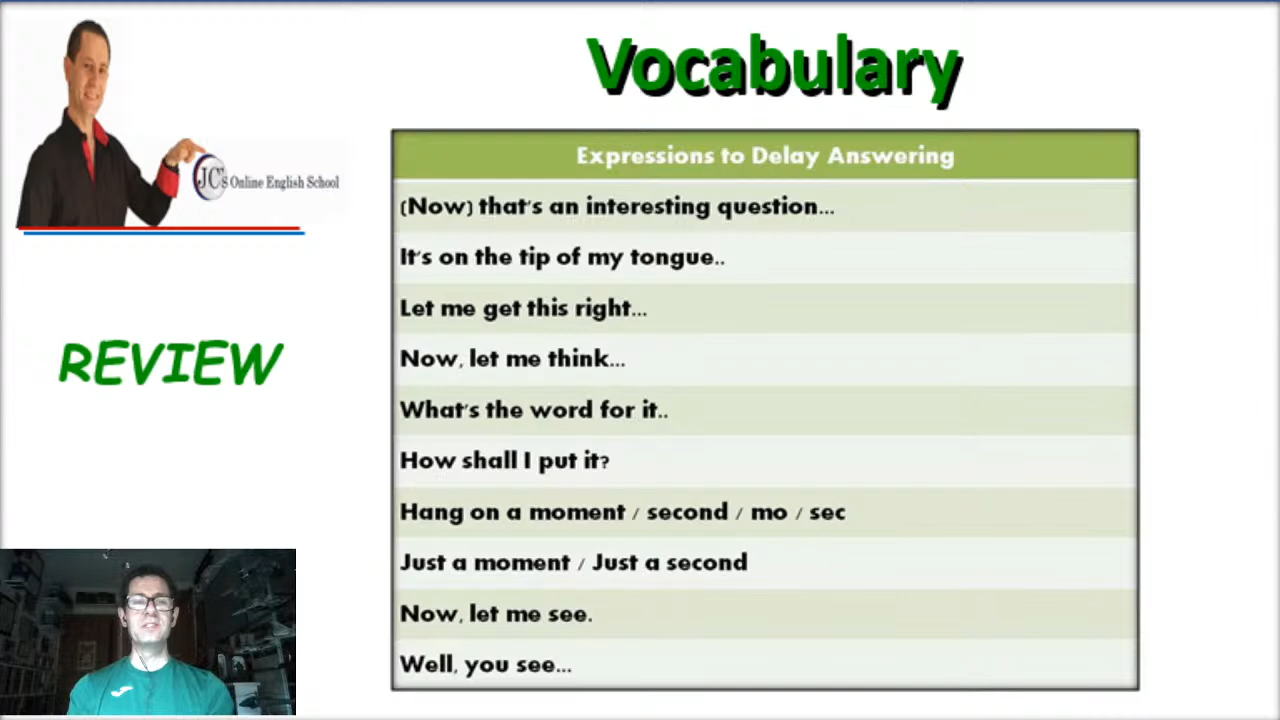 Vocabulary
JC's Online English School
REVIEW
Expressions to Delay Answering
(Now) that's an interesting question...
It's on the tip of my tongue..
Let me get this right...
Now, let me think...
What's the word for it..
How shall I put it?
Hang on a moment / second / mo / sec
Just a moment / Just a second
Now, let me see.
Well, you see...